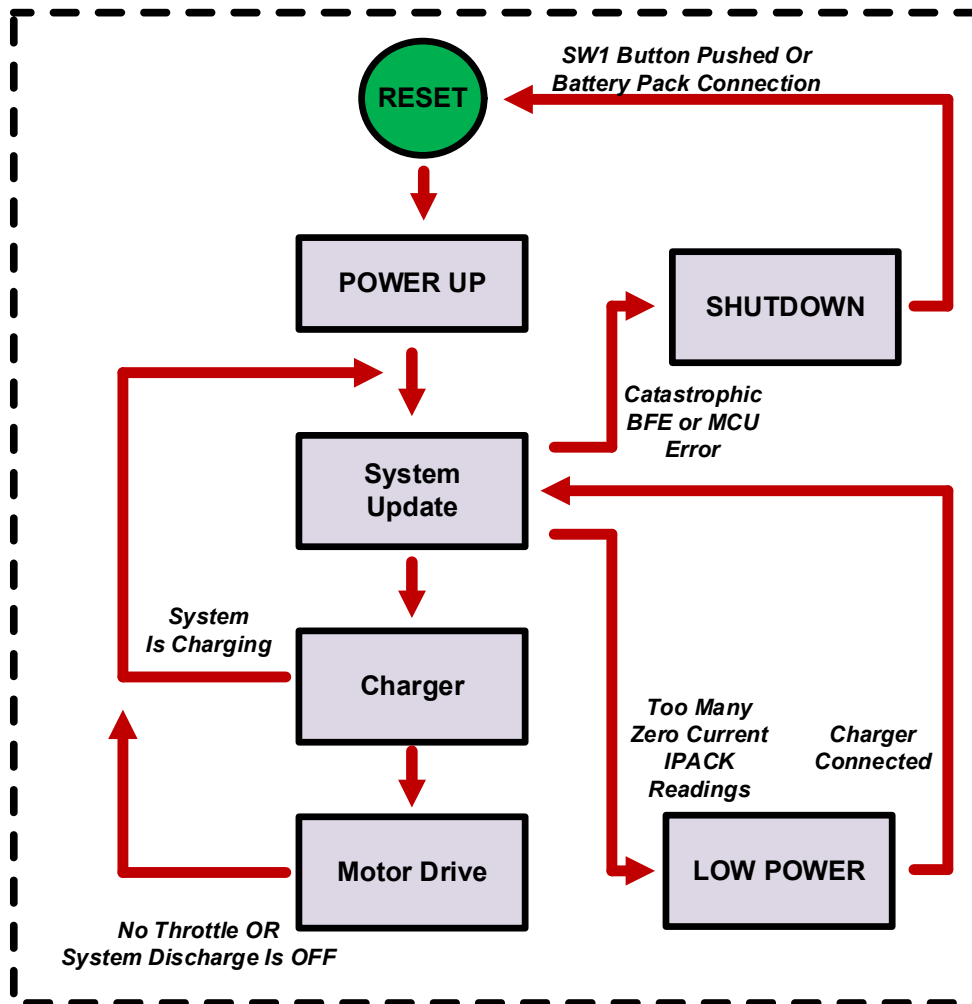 SW1 Button Pushed Or
Battery Pack Connection
RESET
POWER UP
SHUTDOWN
Catastrophic
BFE or MCU
Error
System
Update
System
Is Charging
Charger
Too Many
Zero Current
IPACK
Readings
Charger
Connected
Motor Drive
LOW POWER
No Throttle OR
System Discharge Is OFF